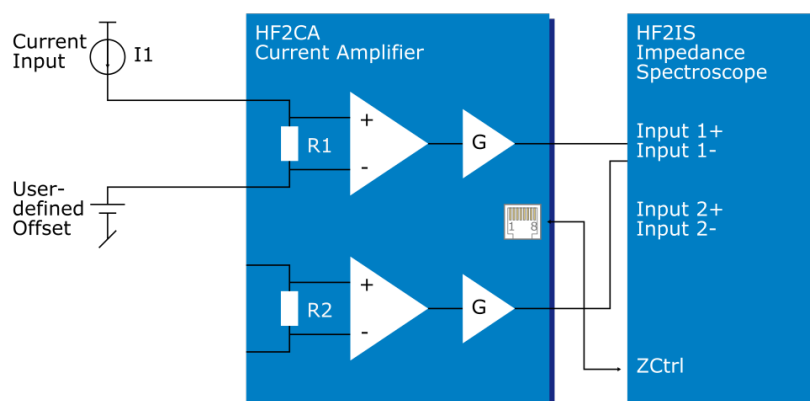 HF2CA
Current Amplifier
HF2IS
Impedance
Spectroscope
Current
Input
I1
+
-
R1
G
Input 1+
Input 1-
User-
defined
Offset
1 8
Input 2+
Input 2-
+
-
R2
G
ZCtrl